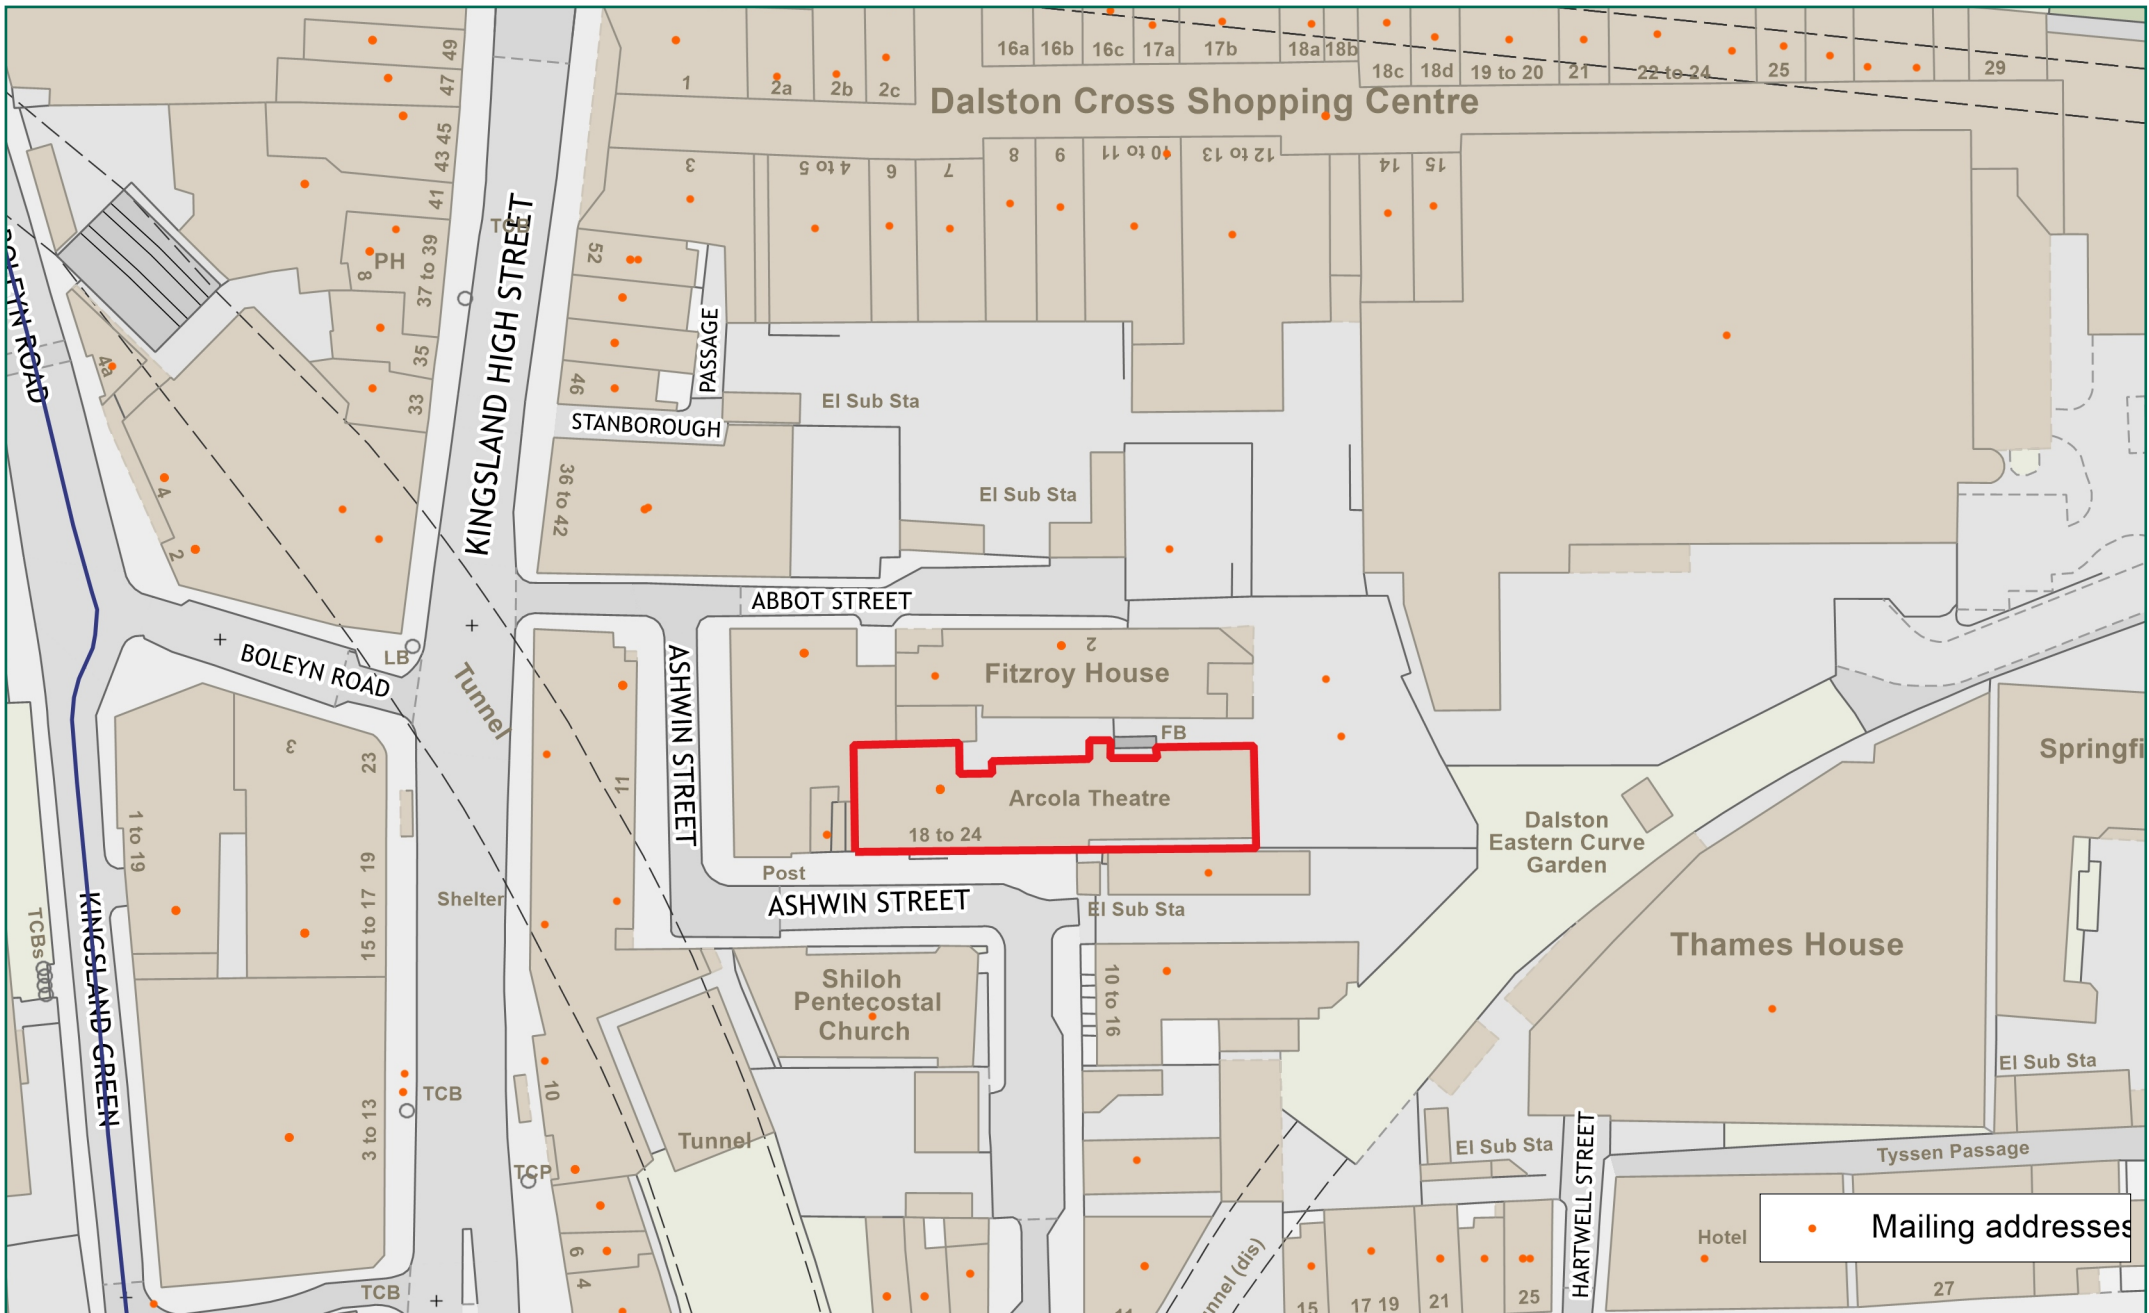 49
47
43 45
41
37 to 39
35
33
PH
8
1
2a
2b
2c
16a
16b
16c
17a
17b
18a
18b
18c
18d
19 to 20
21
22 to 24
25
29
Dalston Cross Shopping Centre
3
4 to 5
6
7
8
9
10 to 11
12 to 13
14
15
TCB
KINGSLAND HIGH STREET
BOLEYN ROAD
52
46
PASSAGE
STANBOROUGH
El Sub Sta
36 to 42
El Sub Sta
4a
4
2
ABBOT STREET
BOLEYN ROAD
LB
Tunnel
ASHWIN STREET
2
Fitzroy House
FB
Arcola Theatre
18 to 24
Post
ASHWIN STREET
El Sub Sta
Dalston
Eastern Curve
Garden
Springfi
Thames House
3
23
11
1 to 19
19
15 to 17
Shelter
TCBs
KINGSLAND GREEN
Shiloh
Pentecostal
Church
10 to 16
TCB
10
3 to 13
Tunnel
TCP
El Sub Sta
El Sub Sta
HARTWELL STREET
Tyssen Passage
Hotel
Mailing addresses
6
4
TCB
nnel (dis)
15
17 19
21
25
27